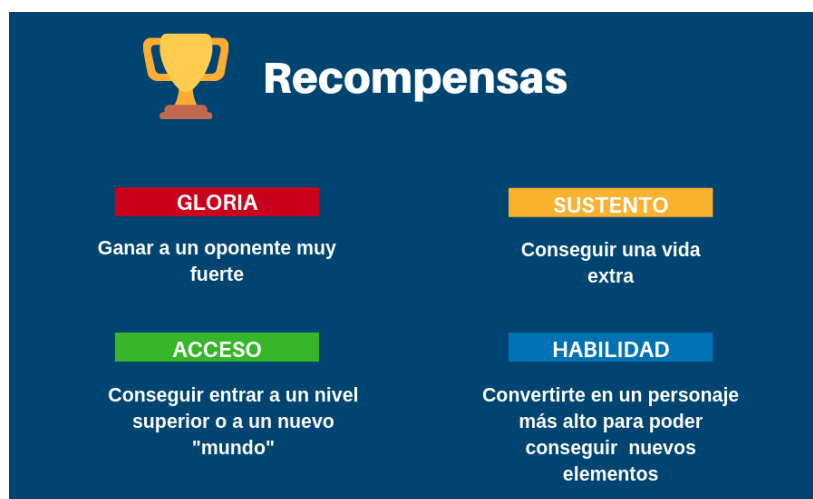 Recompensas
GLORIA
Ganar a un oponente muy
fuerte
SUSTENTO
Conseguir una vida
extra
ACCESO
Conseguir entrar a un nivel
superior o a un nuevo
"mundo"
HABILIDAD
Convertirte en un personaje
más alto para poder
conseguir nuevos
elementos